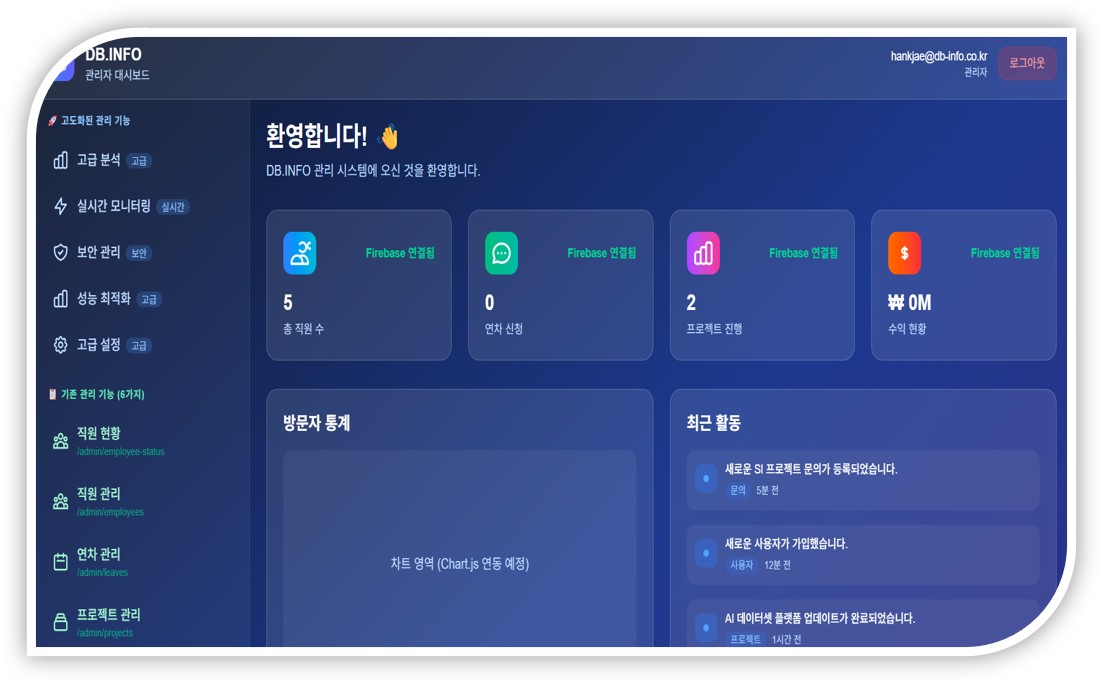 DB.INFO
관리자 대시보드
hankjae@db-info.co.kr
관리자
로그아웃
🚀 고도화된 관리 기능
고급 분석 고급
실시간 모니터링 실시간
보안 관리 보안
성능 최적화 고급
고급 설정 고급
📋 기존 관리 기능 (6가지)
직원 현황
/admin/employee-status
직원 관리
/admin/employees
연차 관리
/admin/leaves
프로젝트 관리
/admin/projects
환영합니다! 👋
DB.INFO 관리 시스템에 오신 것을 환영합니다.
Firebase 연결됨
5
총 직원 수
Firebase 연결됨
0
연차 신청
Firebase 연결됨
2
프로젝트 진행
$
Firebase 연결됨
₩ 0M
수익 현황
방문자 통계
차트 영역 (Chart.js 연동 예정)
최근 활동
새로운 SI 프로젝트 문의가 등록되었습니다.
문의 5분 전
새로운 사용자가 가입했습니다.
사용자 12분 전
AI 데이터셋 플랫폼 업데이트가 완료되었습니다.
프로젝트 1시간 전